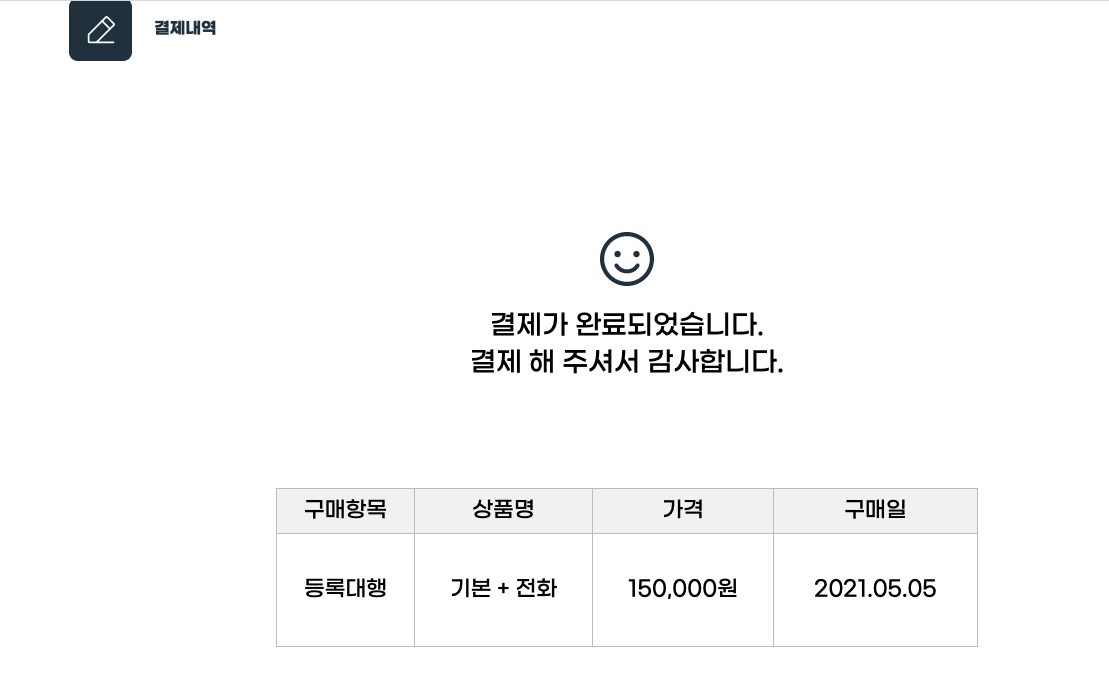 결제내역
결제가 완료되었습니다.
결제 해 주셔서 감사합니다.
구매항목 상품명 가격 구매일
등록대행 기본 + 전화 150,000원 2021.05.05